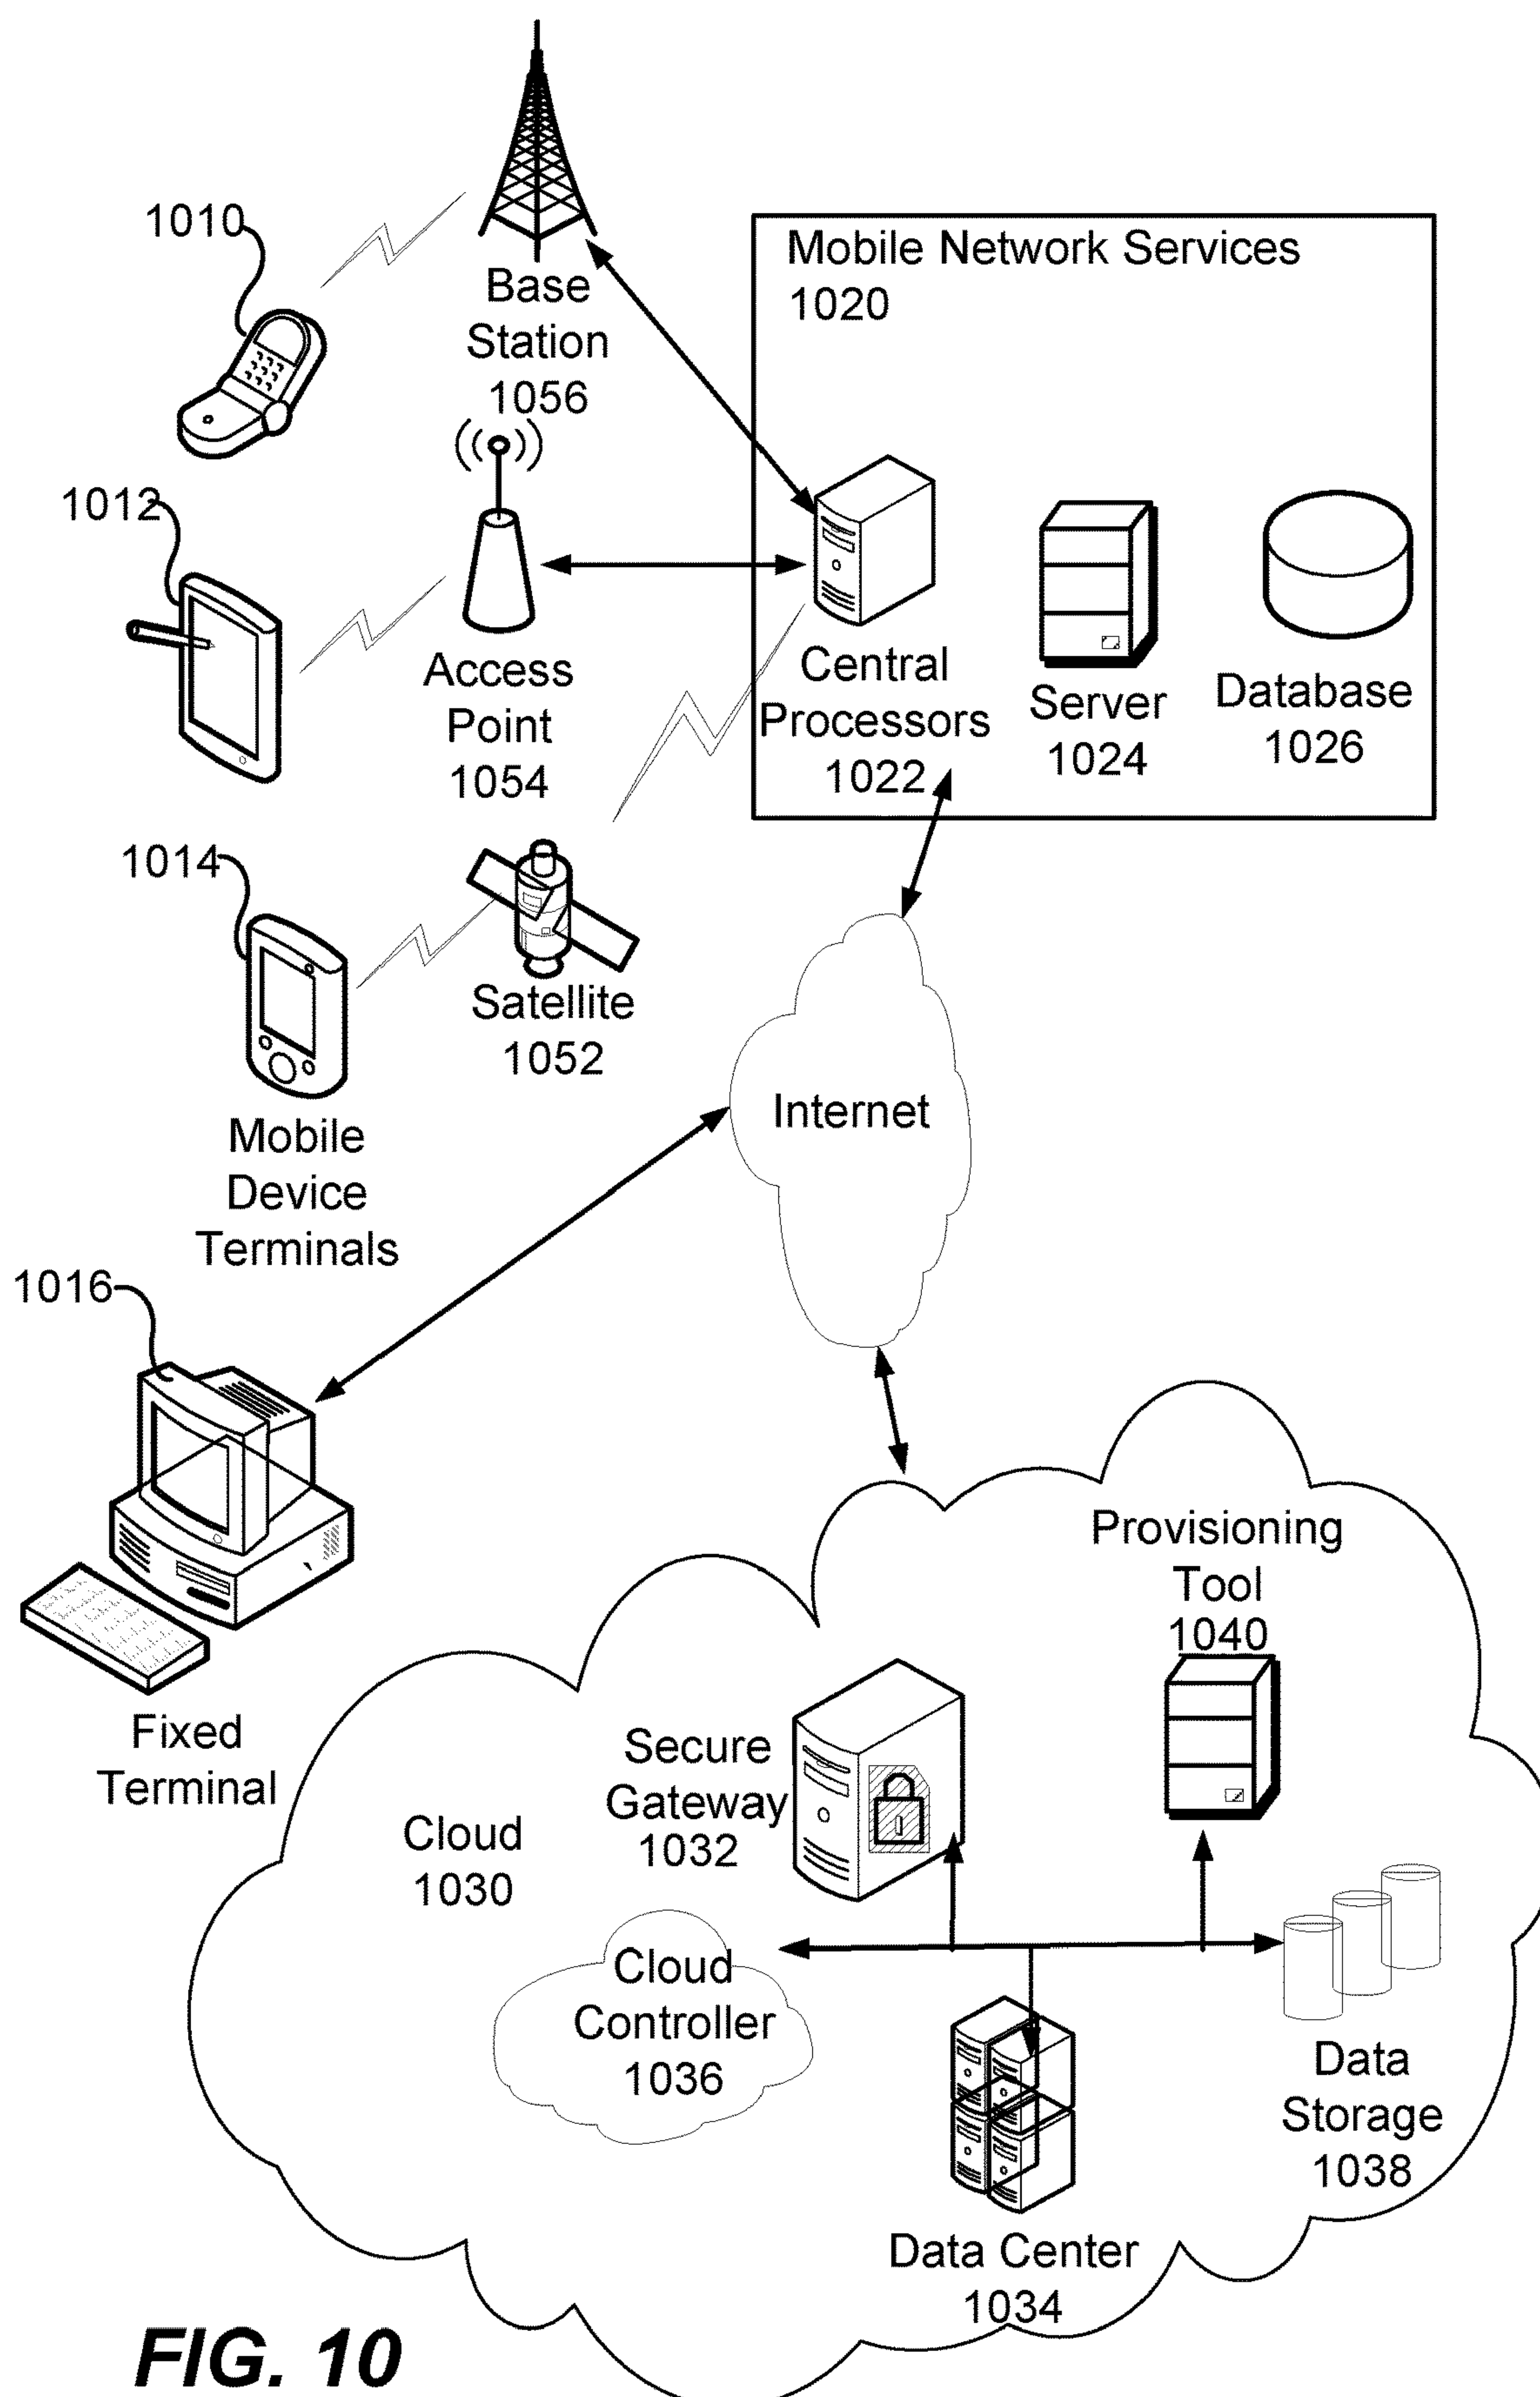 1010
Base
Station
1056
Mobile Network Services
1020
1012
Access
Point
1054
Central
Processors
1022
Server
1024
Database
1026
1014
Satellite
1052
Mobile
Device
Terminals
Internet
1016
Fixed
Terminal
Provisioning
Tool
1040
Secure
Gateway
1032
Cloud
1030
Cloud
Controller
1036
Data
Storage
1038
Data Center
1034
FIG. 10